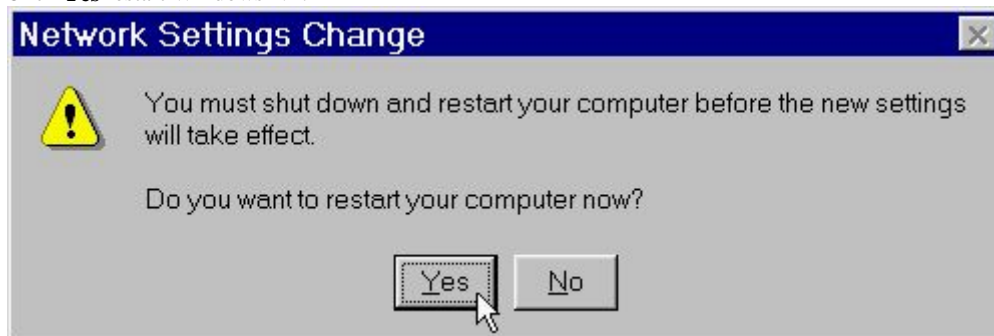 Network Settings Change
You must shut down and restart your computer before the new settings
will take effect.
Do you want to restart your computer now?
Yes
No